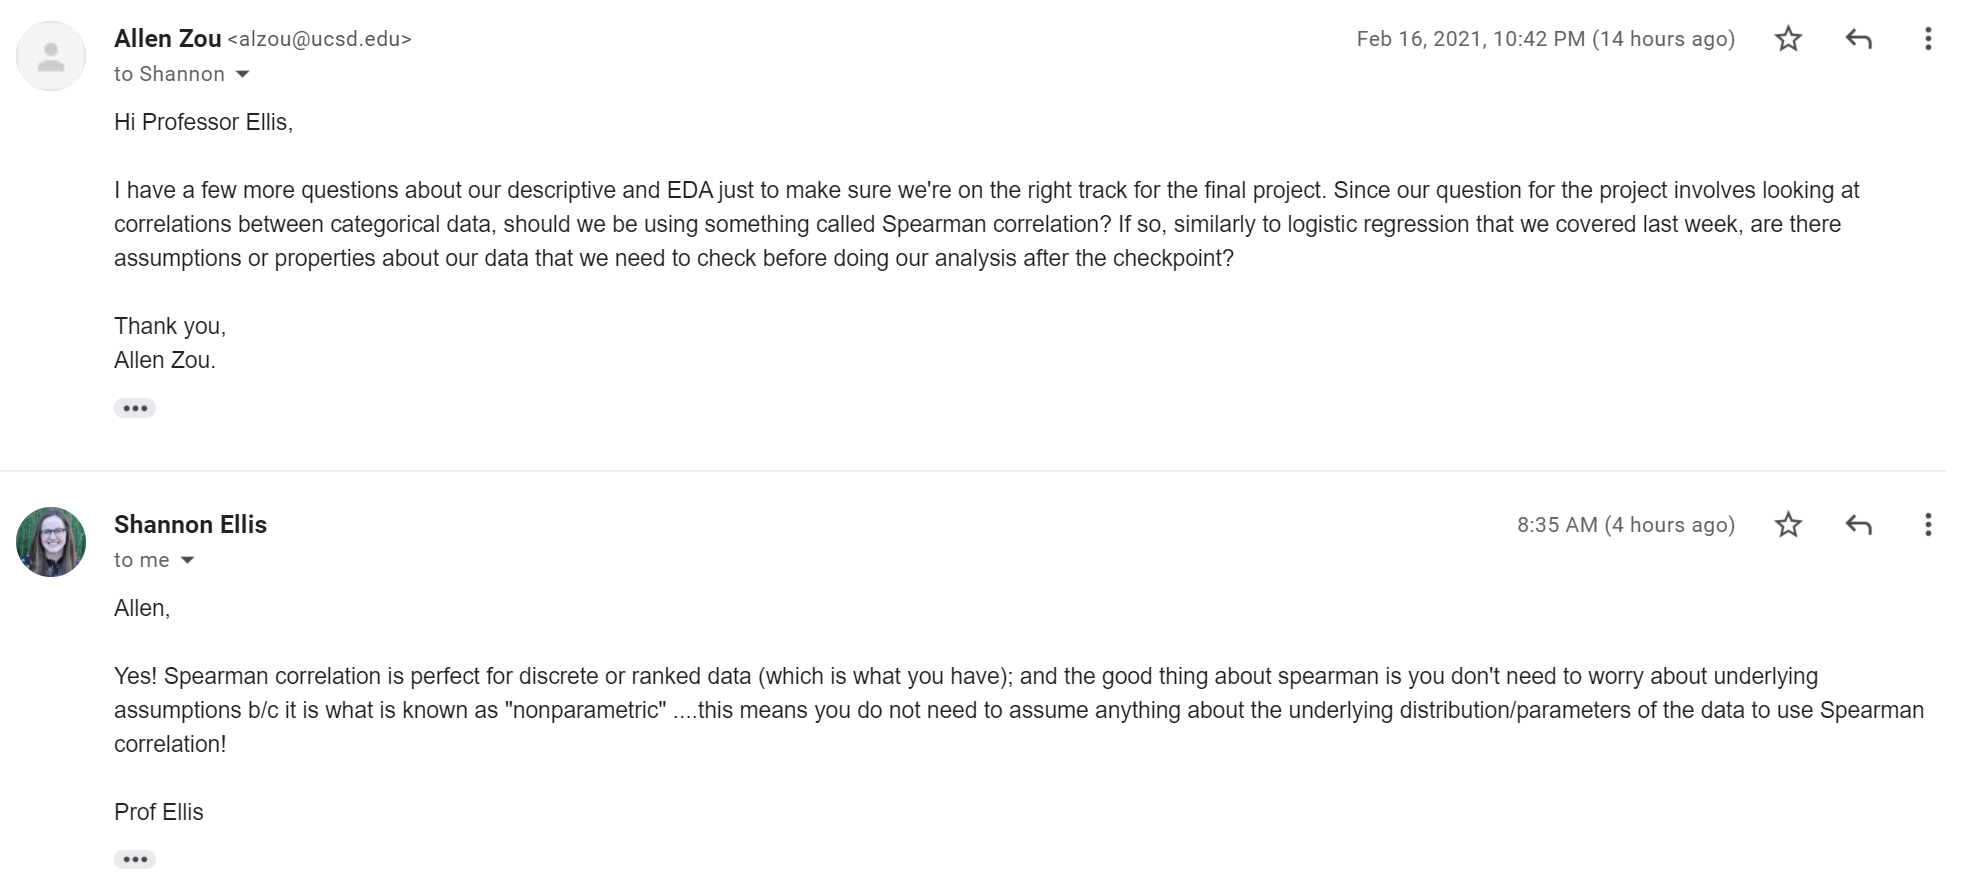 Allen Zou <alzou@ucsd.edu>
Feb 16, 2021, 10:42 PM (14 hours ago)
to Shannon
Hi Professor Ellis,
I have a few more questions about our descriptive and EDA just to make sure we're on the right track for the final project. Since our question for the project involves looking at
correlations between categorical data, should we be using something called Spearman correlation? If so, similarly to logistic regression that we covered last week, are there
assumptions or properties about our data that we need to check before doing our analysis after the checkpoint?
Thank you,
Allen Zou.
Shannon Ellis
8:35 AM (4 hours ago)
to me
Allen,
Yes! Spearman correlation is perfect for discrete or ranked data (which is what you have); and the good thing about spearman is you don't need to worry about underlying
assumptions b/c it is what is known as "nonparametric" ....this means you do not need to assume anything about the underlying distribution/parameters of the data to use Spearman
correlation!
Prof Ellis